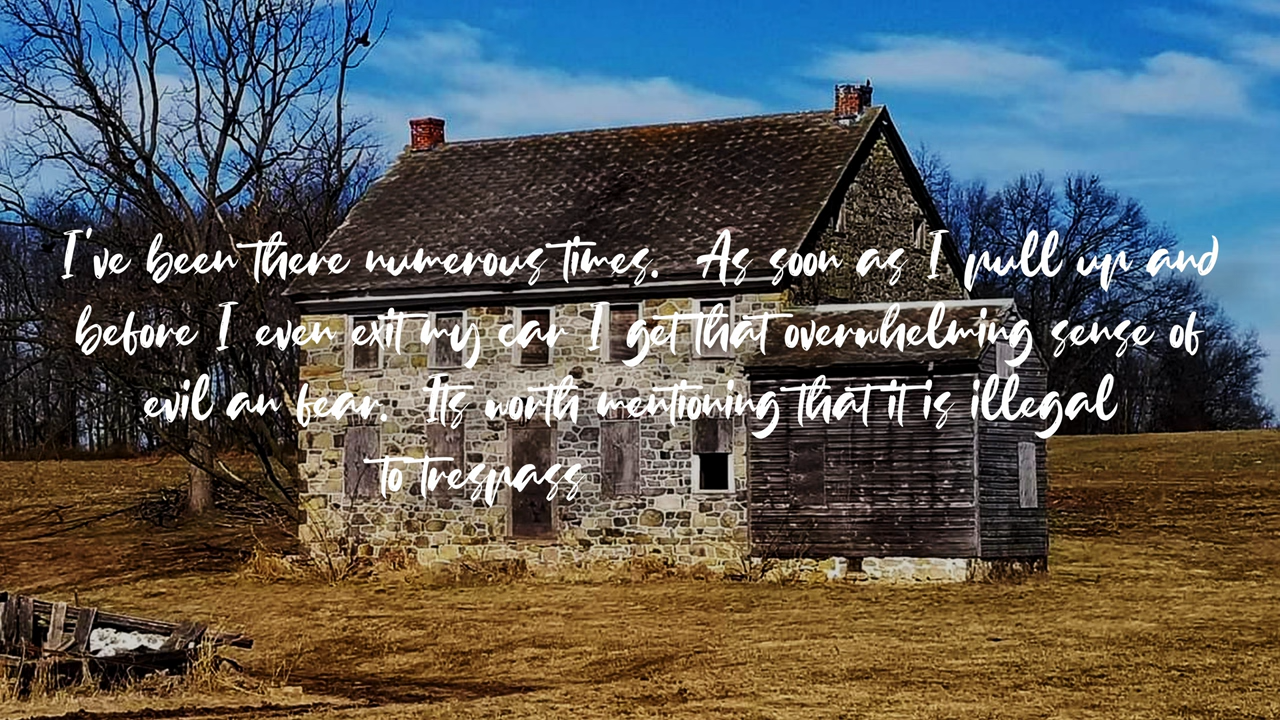 I've been there numerous times. As soon as I pull up and
before I even exit my car I get that overwhelming sense of
evil an fear. Its worth mentioning that it is illegal
to trespass